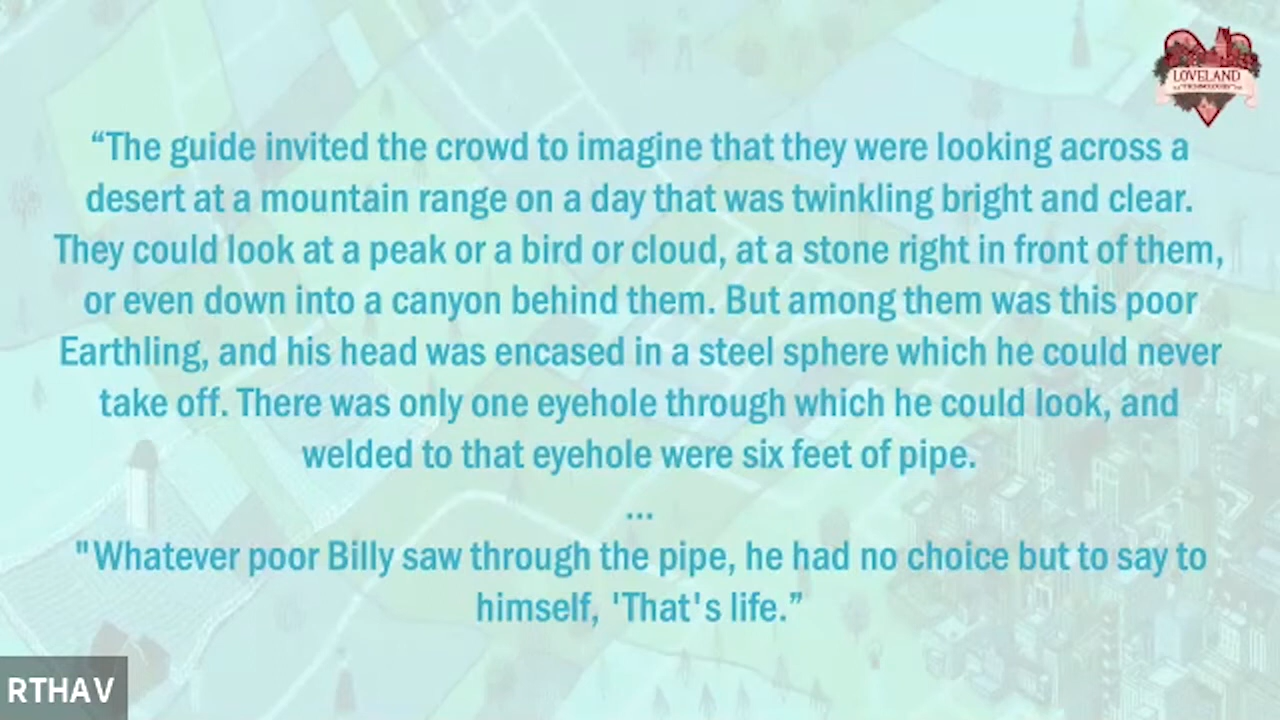 LOVELAND
"TECHNOLOGIES"
“The guide invited the crowd to imagine that they were looking across a
desert at a mountain range on a day that was twinkling bright and clear.
They could look at a peak or a bird or cloud, at a stone right in front of them,
or even down into a canyon behind them. But among them was this poor
Earthling, and his head was encased in a steel sphere which he could never
take off. There was only one eyehole through which he could look, and
welded to that eyehole were six feet of pipe.
...
"Whatever poor Billy saw through the pipe, he had no choice but to say to
himself, 'That's life.”
RTHAV